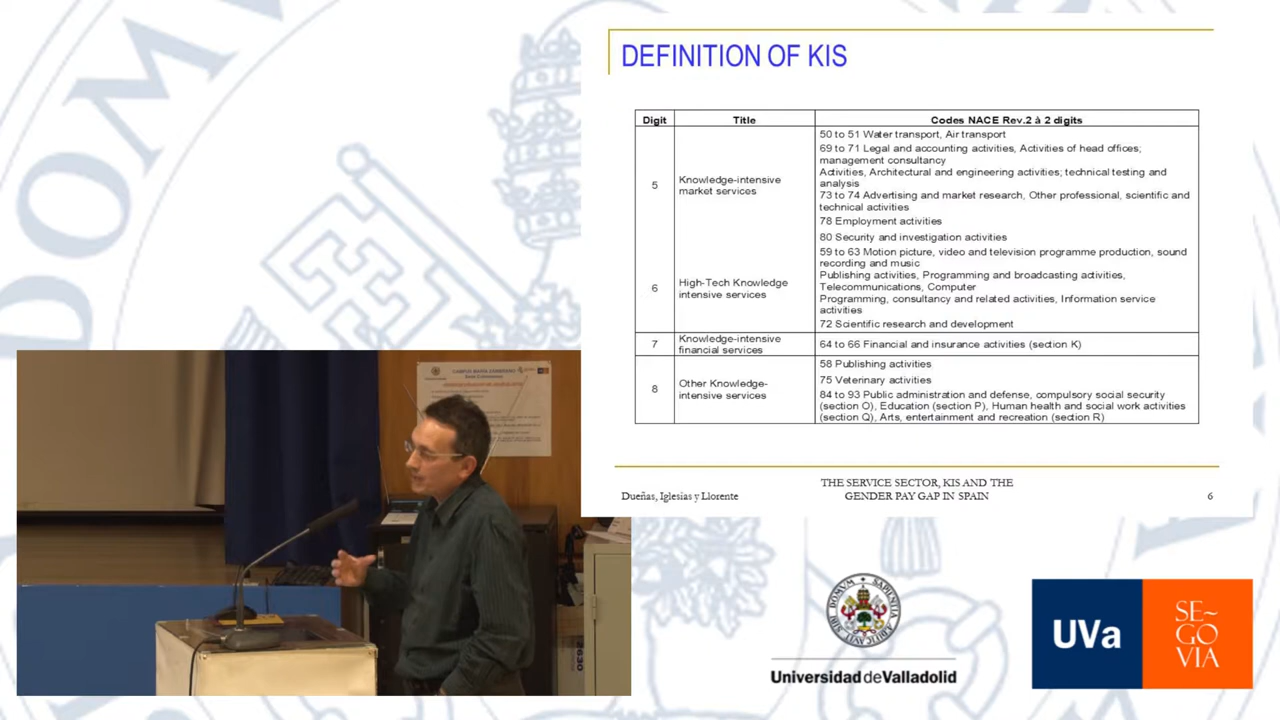 DOM
DEFINITION OF KIS
Digit Title Codes NACE Rev.2 à 2 digits
5 Knowledge-intensive market services
50 to 51 Water transport, Air transport
69 to 71 Legal and accounting activities, Activities of head offices;
management consultancy
Activities, Architectural and engineering activities; technical testing and
analysis
73 to 74 Advertising and market research, Other professional, scientific and
technical activities
78 Employment activities
80 Security and investigation activities
6 High-Tech Knowledge intensive services
59 to 63 Motion picture, video and television programme production, sound
recording and music
Publishing activities, Programming and broadcasting activities,
Telecommunications, Computer
Programming, consultancy and related activities, Information service
activities
72 Scientific research and development
7 Knowledge-intensive financial services
64 to 66 Financial and insurance activities (section K)
8 Other Knowledge-intensive services
58 Publishing activities
75 Veterinary activities
84 to 93 Public administration and defense, compulsory social security
(section O), Education (section P), Human health and social work activities
(section Q), Arts, entertainment and recreation (section R)
Dueñas, Iglesias y Llorente
THE SERVICE SECTOR, KIS AND THE
GENDER PAY GAP IN SPAIN
6
2630
Universidad de Valladolid
UVa
SE~
GO
VIA